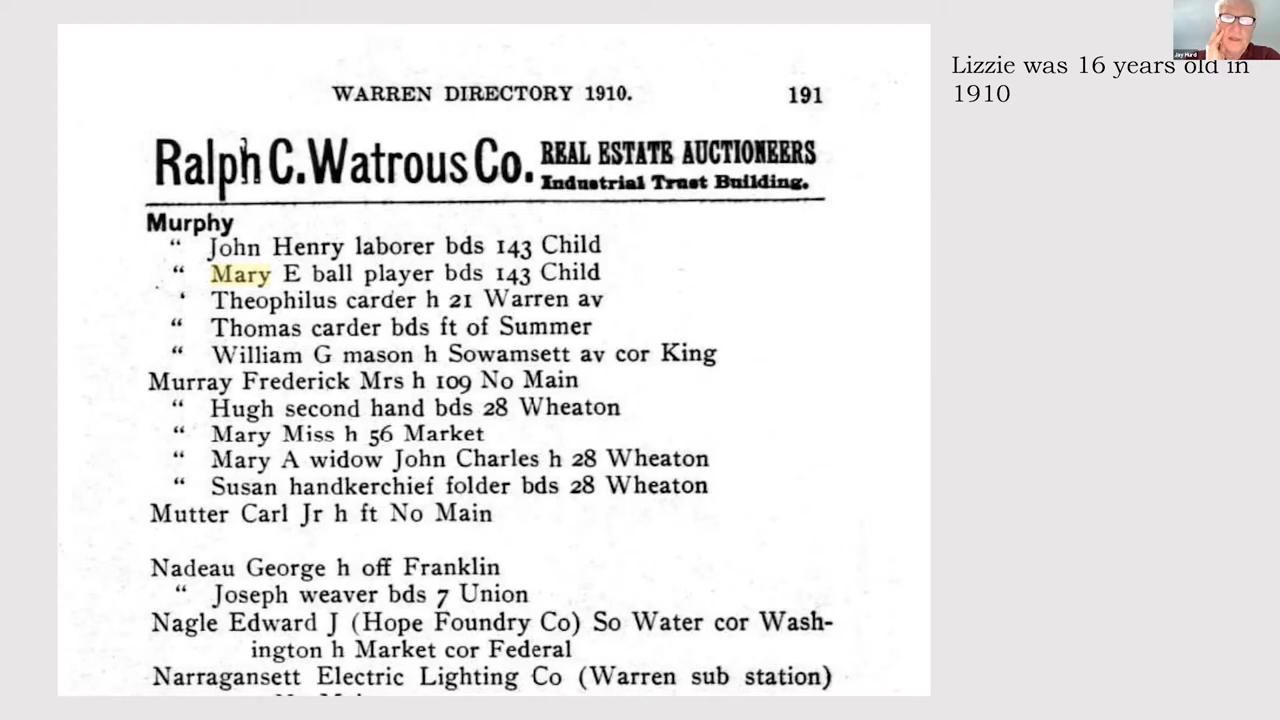 WARREN DIRECTORY 1910. 191
Ralph C. Watrous Co. REAL ESTATE AUCTIONEERS
Industrial Trust Building.
Murphy
“ John Henry laborer bds 143 Child
“ Mary E ball player bds 143 Child
‘ Theophilus carder h 21 Warren av
“ Thomas carder bds ft of Summer
“ William G mason h Sowamsett av cor King
Murray Frederick Mrs h 109 No Main
“ Hugh second hand bds 28 Wheaton
“ Mary Miss h 56 Market
“ Mary A widow John Charles h 28 Wheaton
“ Susan handkerchief folder bds 28 Wheaton
Mutter Carl Jr h ft No Main
Nadeau George h off Franklin
“ Joseph weaver bds 7 Union
Nagle Edward J (Hope Foundry Co) So Water cor Wash-
ington h Market cor Federal
Narragansett Electric Lighting Co (Warren sub station)
Lizzie was 16 years old in
1910
Jay Hurd